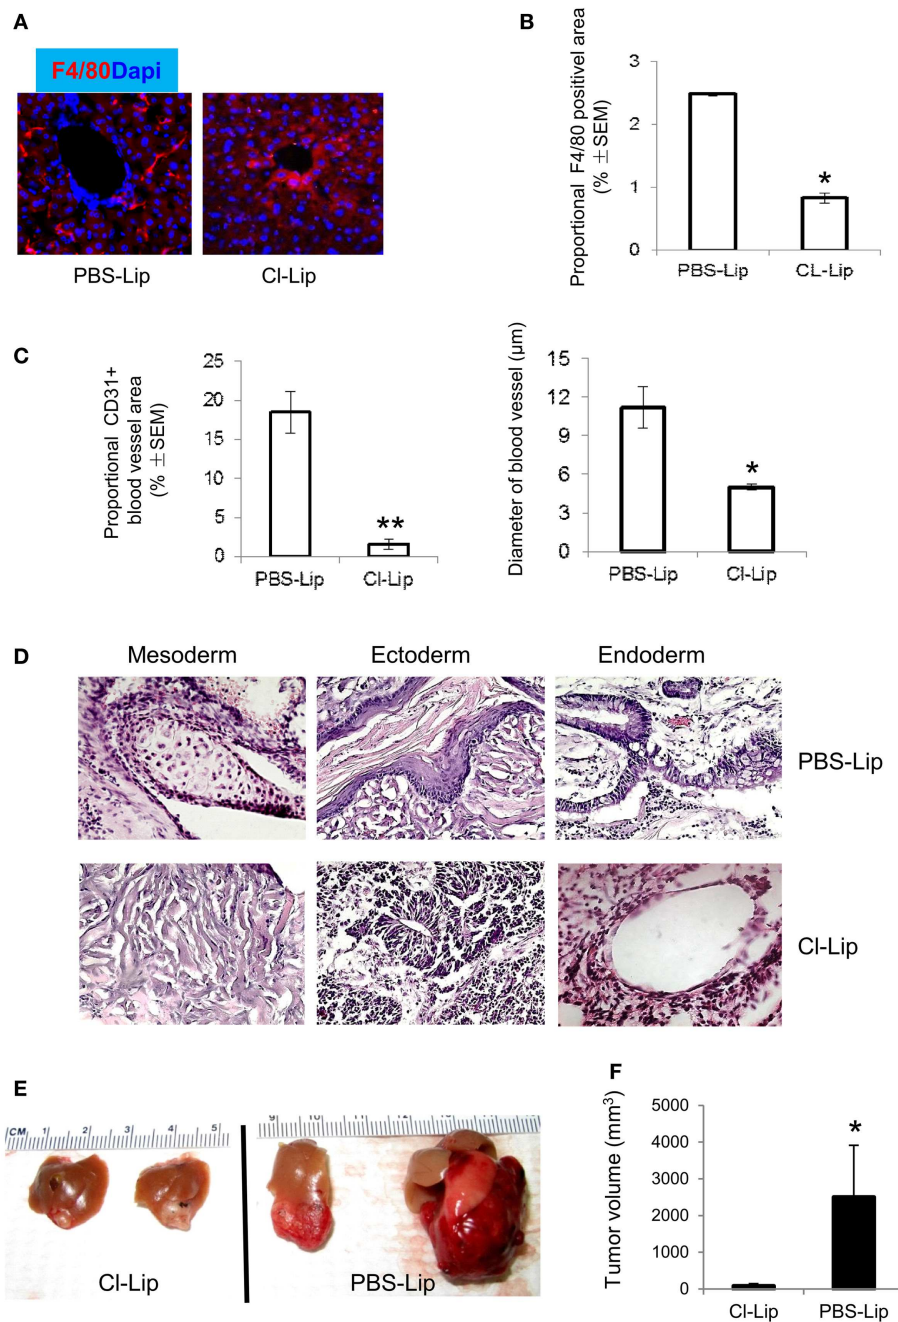 A
F4/80Dapi
PBS-Lip
Cl-Lip
B
Proportional F4/80 positivel area
(% ±SEM)
3
2
1
0
*
PBS-Lip
CL-Lip
C
Proportional CD31+
blood vessel area
(% ±SEM)
25
20
15
10
5
0
**
PBS-Lip
Cl-Lip
Diameter of blood vessel (µm)
15
12
9
6
3
0
*
PBS-Lip
Cl-Lip
D
Mesoderm
Ectoderm
Endoderm
PBS-Lip
Cl-Lip
E
CM 1 2 3 4 5
9 10 11 12
Cl-Lip
PBS-Lip
F
Tumor volume (mm³)
5000
4000
3000
2000
1000
0
*
Cl-Lip
PBS-Lip